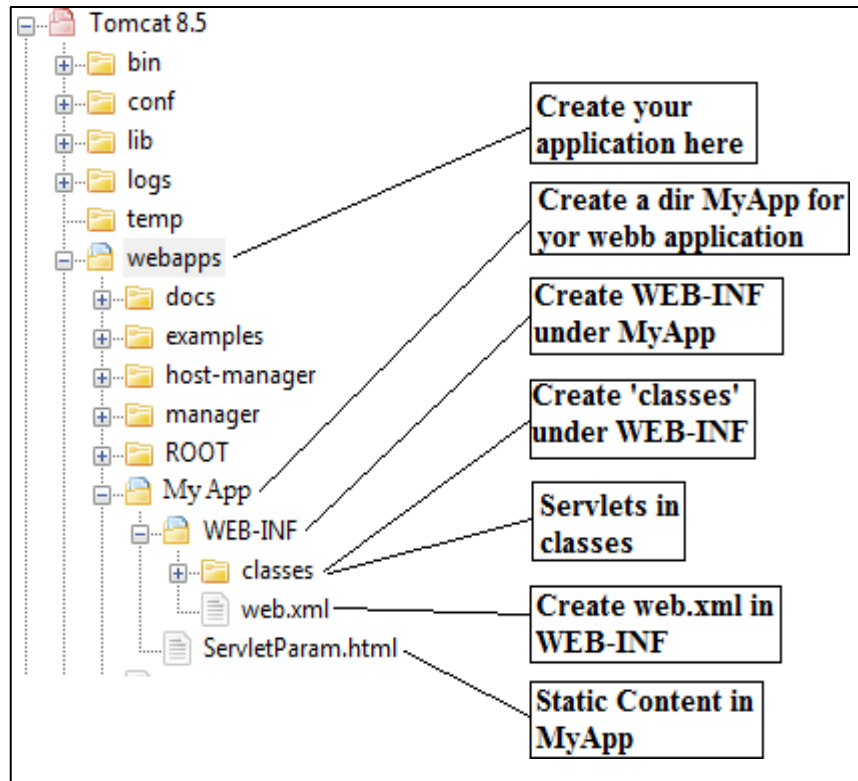 Tomcat 8.5
bin
conf
lib
logs
temp
webapps
docs
examples
host-manager
manager
ROOT
My App
WEB-INF
classes
web.xml
ServletParam.html
Create your
application here
Create a dir MyApp for
yor webb application
Create WEB-INF
under MyApp
Create 'classes'
under WEB-INF
Servlets in
classes
Create web.xml in
WEB-INF
Static Content in
MyApp